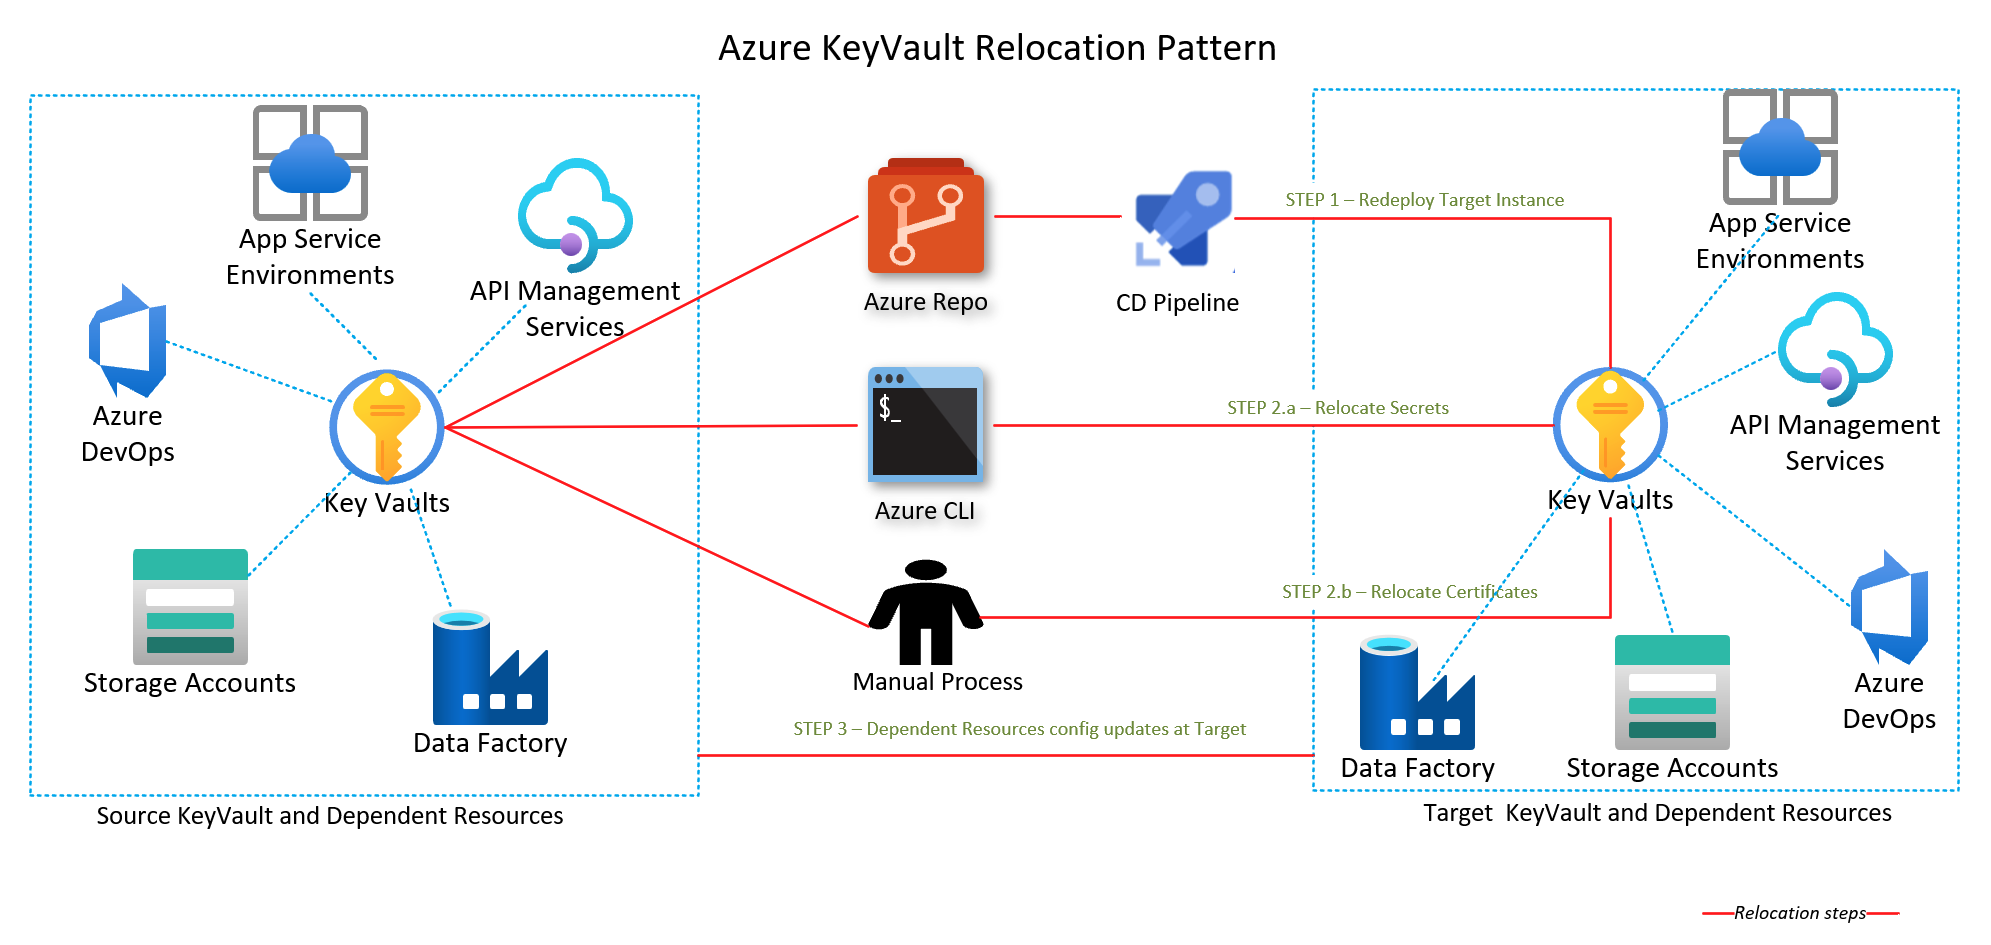 Azure KeyVault Relocation Pattern
App Service
Environments
API Management
Services
Azure
DevOps
Key Vaults
Storage Accounts
Data Factory
Source KeyVault and Dependent Resources
Azure Repo
CD Pipeline
STEP 1 – Redeploy Target Instance
$_
Azure CLI
STEP 2.a – Relocate Secrets
Manual Process
STEP 2.b – Relocate Certificates
STEP 3 – Dependent Resources config updates at Target
App Service
Environments
API Management
Services
Key Vaults
Azure
DevOps
Data Factory
Storage Accounts
Target  KeyVault and Dependent Resources
Relocation steps